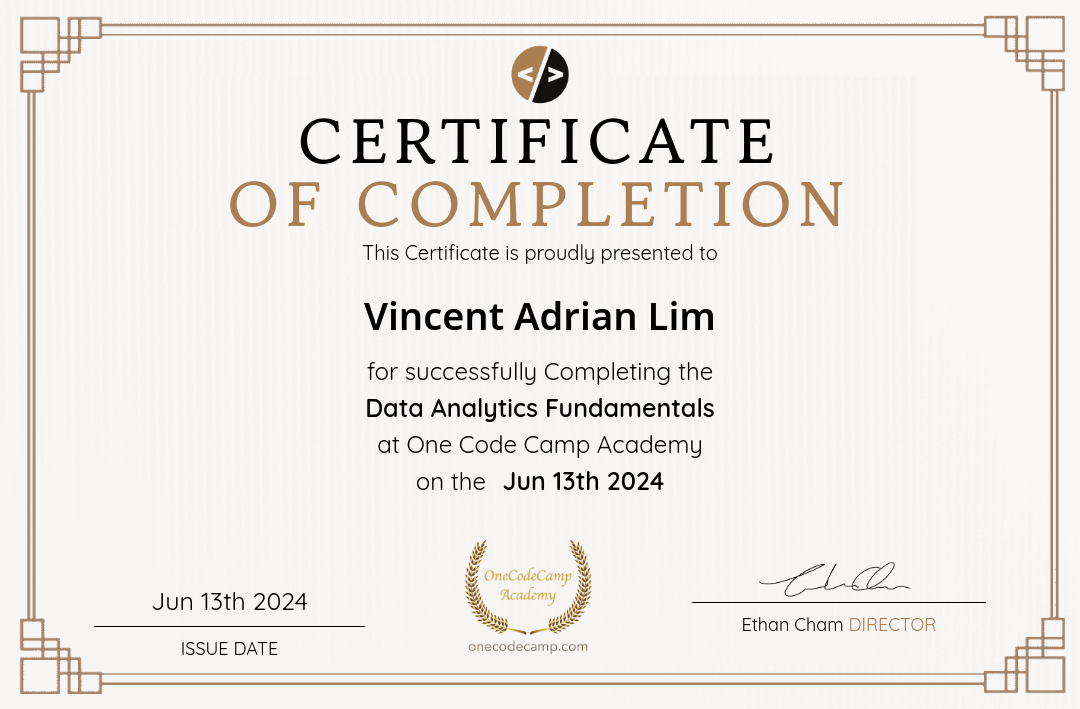 </>
CERTIFICATE
OF COMPLETION
This Certificate is proudly presented to
Vincent Adrian Lim
for successfully Completing the
Data Analytics Fundamentals
at One Code Camp Academy
on the Jun 13th 2024
OneCodeCamp
Academy
onecodecamp.com
Jun 13th 2024
ISSUE DATE
Ethan Cham DIRECTOR